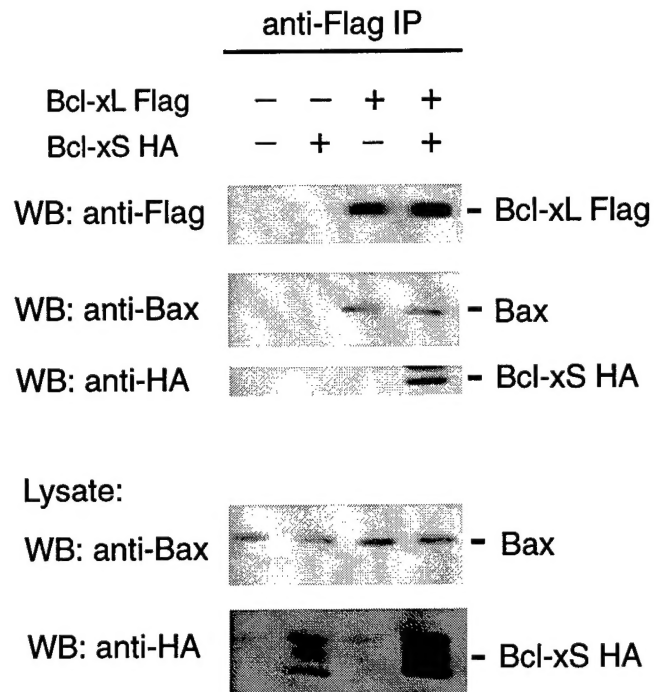 anti-Flag IP
Bcl-xL Flag − − + +
Bcl-xS HA − + − +
WB: anti-Flag - Bcl-xL Flag
WB: anti-Bax - Bax
WB: anti-HA - Bcl-xS HA
Lysate:
WB: anti-Bax - Bax
WB: anti-HA - Bcl-xS HA